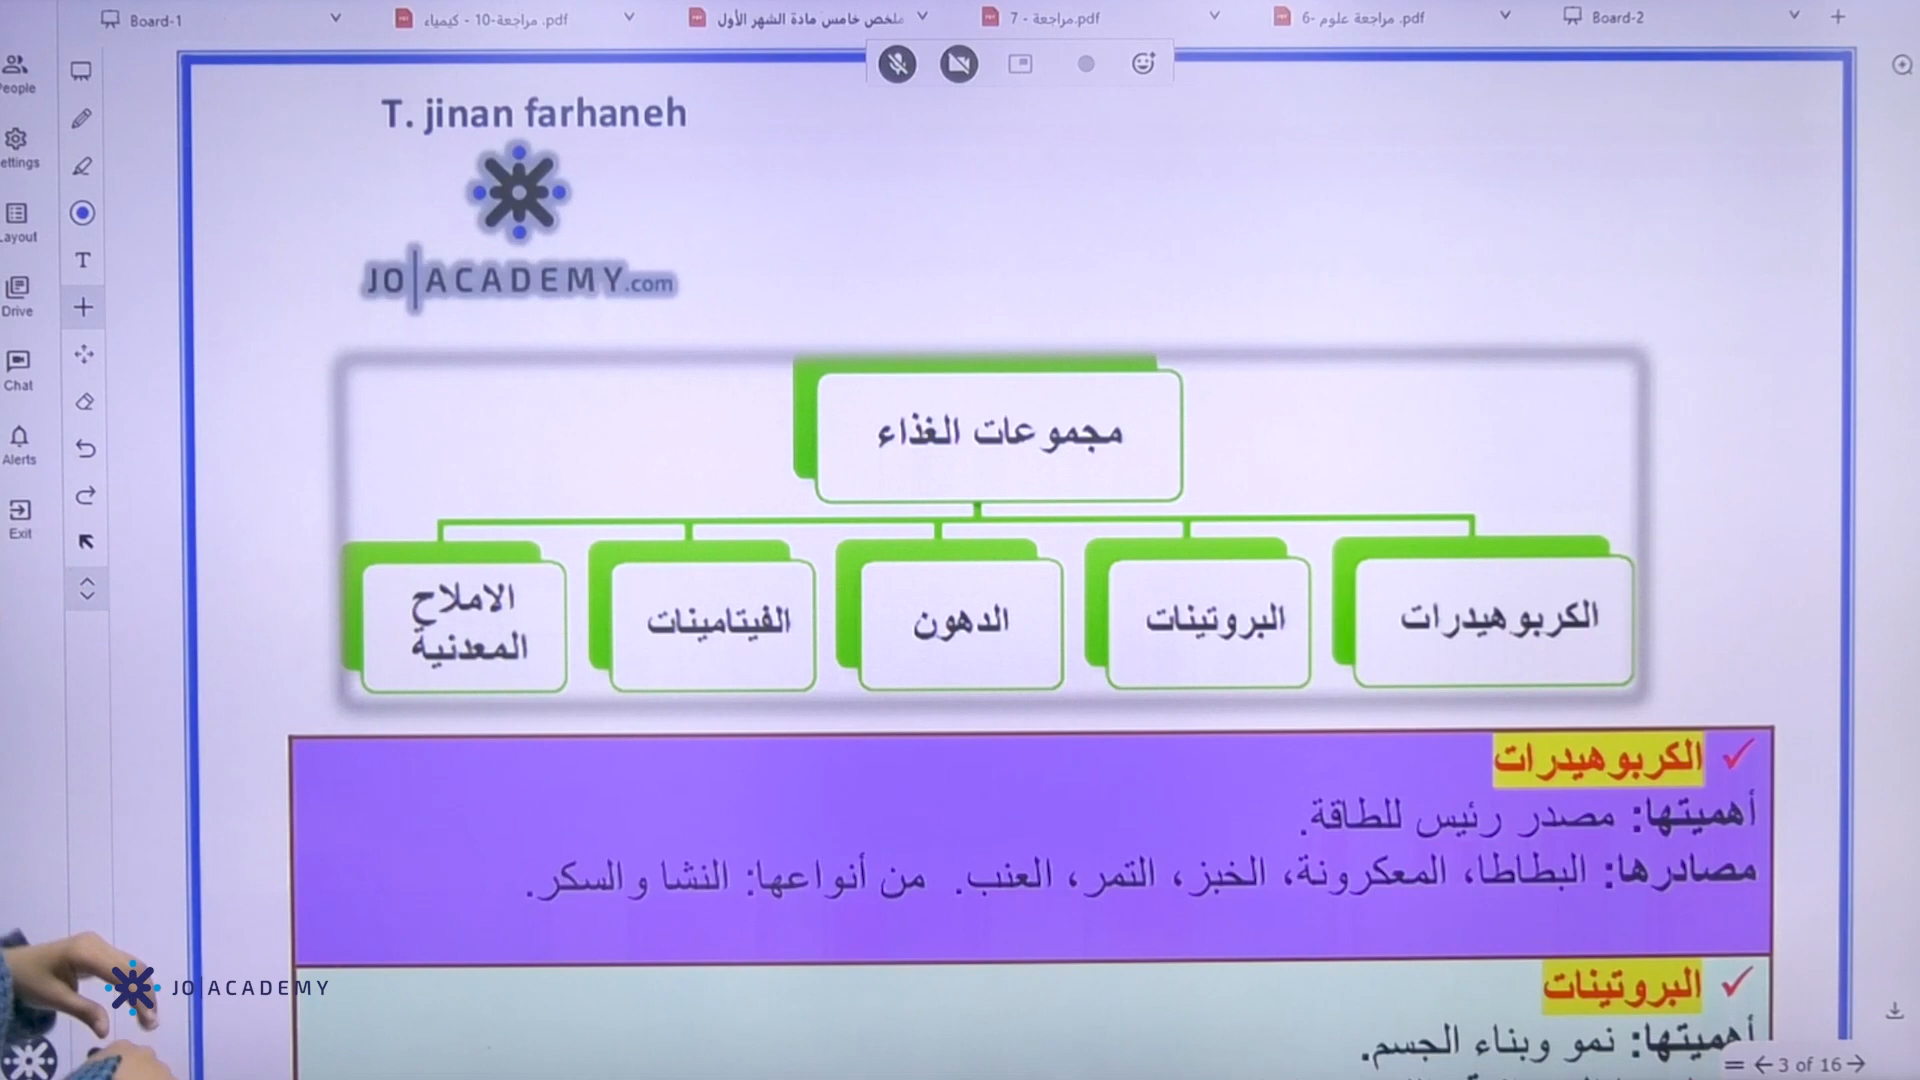 Board-1
مراجعة-10 - كيمياء .pdf
ملخص خامس مادة الشهر الأول
مراجعة - 7.pdf
مراجعة علوم -6 .pdf
Board-2
People
Settings
Layout
T
Drive
Chat
Alerts
Exit
T. jinan farhaneh
JO ACADEMY.com
مجموعات الغذاء
الكربوهيدرات
البروتينات
الدهون
الفيتامينات
الاملاح
المعدنية
✓ الكربوهيدرات
أهميتها: مصدر رئيس للطاقة.
مصادرها: البطاطا، المعكرونة، الخبز، التمر، العنب. من أنواعها: النشا والسكر.
✓ البروتينات
أهميتها: نمو وبناء الجسم.
JO ACADEMY
3 of 16